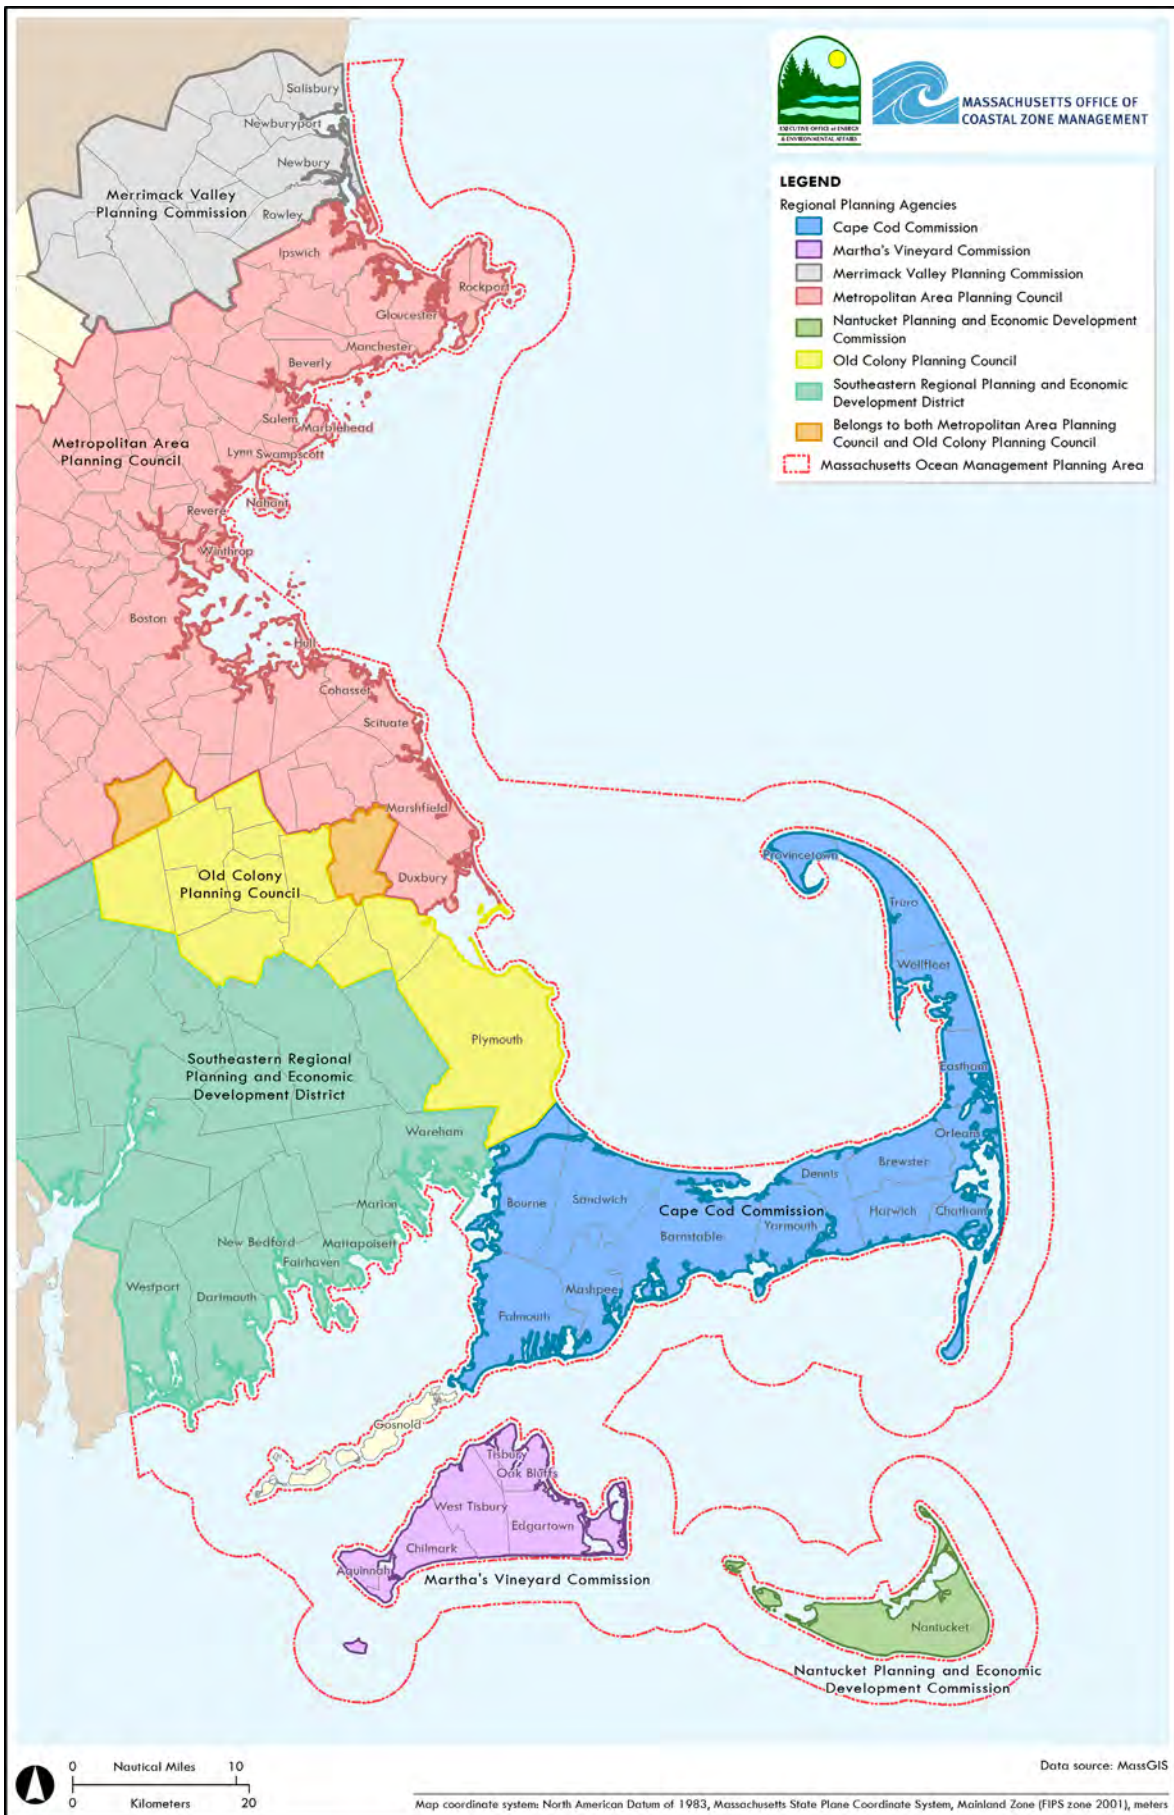 EXECUTIVE OFFICE of ENERGY
& ENVIRONMENTAL AFFAIRS
MASSACHUSETTS OFFICE OF
COASTAL ZONE MANAGEMENT
LEGEND
Regional Planning Agencies
Cape Cod Commission
Martha's Vineyard Commission
Merrimack Valley Planning Commission
Metropolitan Area Planning Council
Nantucket Planning and Economic Development
Commission
Old Colony Planning Council
Southeastern Regional Planning and Economic
Development District
Belongs to both Metropolitan Area Planning
Council and Old Colony Planning Council
Massachusetts Ocean Management Planning Area
Salisbury
Newburyport
Newbury
Merrimack Valley
Planning Commission
Rowley
Ipswich
Rockport
Gloucester
Manchester
Beverly
Salem
Marblehead
Metropolitan Area
Planning Council
Lynn
Swampscott
Nahant
Revere
Winthrop
Boston
Hull
Cohasset
Scituate
Marshfield
Duxbury
Old Colony
Planning Council
Provincetown
Truro
Wellfleet
Plymouth
Eastham
Southeastern Regional
Planning and Economic
Development District
Wareham
Orleans
Brewster
Dennis
Bourne
Sandwich
Marion
Cape Cod Commission
Harwich
Chatham
Yarmouth
Barnstable
New Bedford
Mattapoisett
Fairhaven
Westport
Dartmouth
Mashpee
Falmouth
Gosnold
Tisbury
Oak Bluffs
West Tisbury
Edgartown
Chilmark
Aquinnah
Martha's Vineyard Commission
Nantucket
Nantucket Planning and Economic
Development Commission
0 Nautical Miles 10
0 Kilometers 20
Data source: MassGIS
Map coordinate system: North American Datum of 1983, Massachusetts State Plane Coordinate System, Mainland Zone (FIPS zone 2001), meters